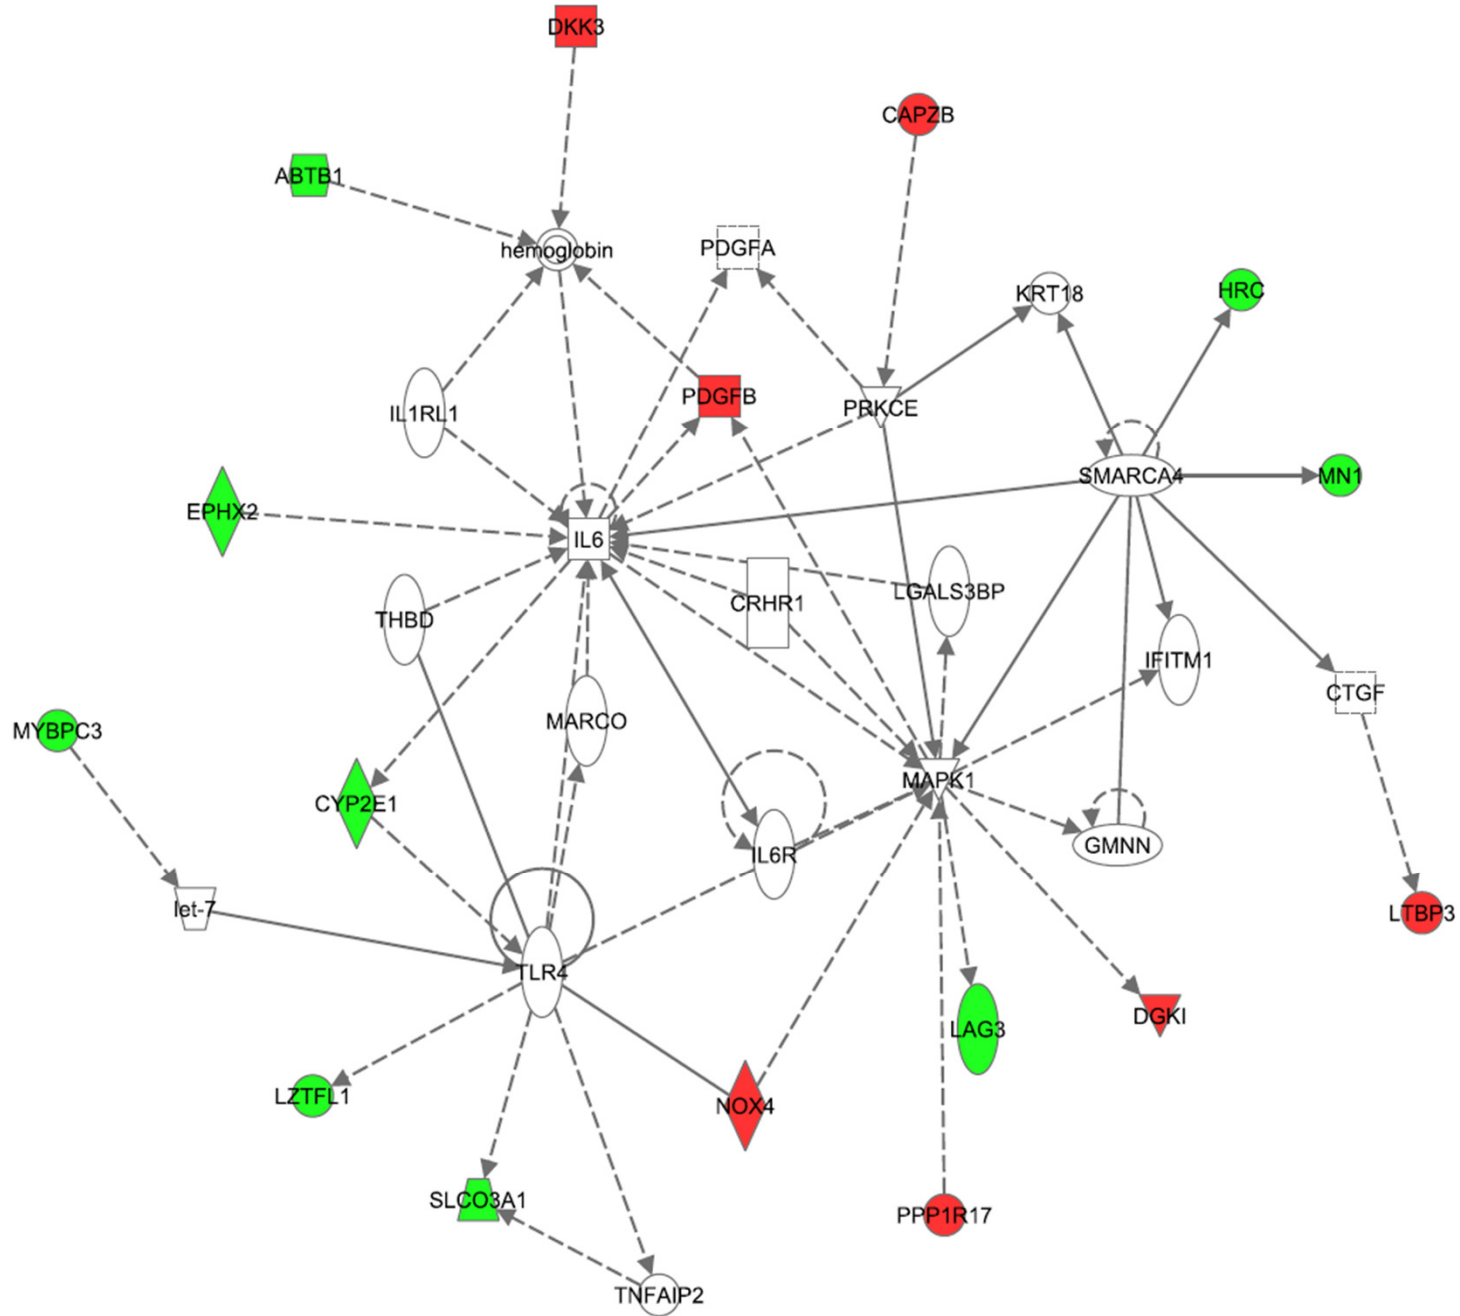 DKK3
CAPZB
ABTB1
hemoglobin
PDGFA
KRT18
HRC
IL1RL1
PDGFB
PRKCE
SMARCA4
MN1
EPHX2
IL6
CRHR1
LGALS3BP
THBD
IFITM1
CTGF
MARCO
MYBPC3
CYP2E1
MAPK1
IL6R
GMNN
let-7
LTBP3
TLR4
LAG3
DGKI
LZTFL1
NOX4
SLCO3A1
PPP1R17
TNFAIP2